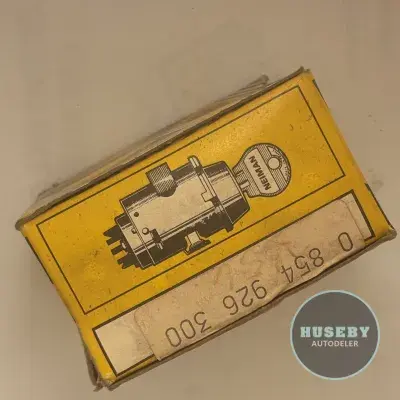 NEIMAN
0 854 926 300
HUSEBY
AUTODELER